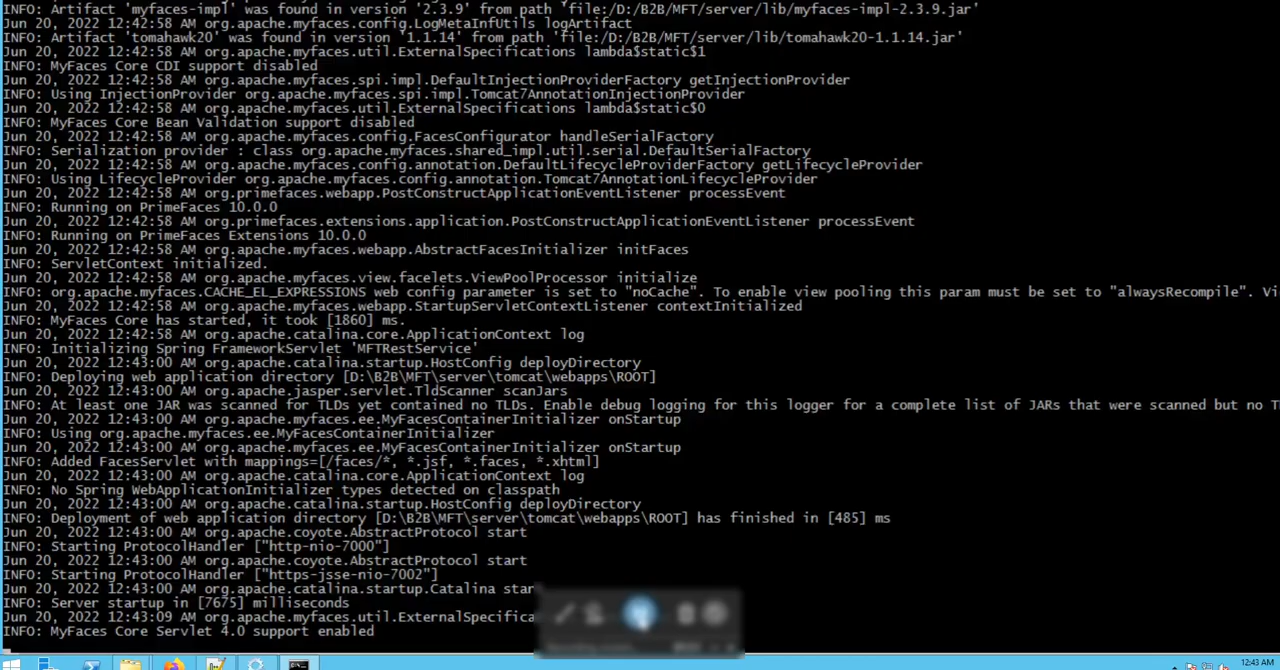 INFO: Artifact 'myfaces-impl' was found in version '2.3.9' from path 'file:/D:/B2B/MFT/server/lib/myfaces-impl-2.3.9.jar'
Jun 20, 2022 12:42:58 AM org.apache.myfaces.config.LogMetaInfUtils logArtifact
INFO: Artifact 'tomahawk20' was found in version '1.1.14' from path 'file:/D:/B2B/MFT/server/lib/tomahawk20-1.1.14.jar'
Jun 20, 2022 12:42:58 AM org.apache.myfaces.util.ExternalSpecifications lambda$static$1
INFO: MyFaces Core CDI support disabled
Jun 20, 2022 12:42:58 AM org.apache.myfaces.spi.impl.DefaultInjectionProviderFactory getInjectionProvider
INFO: Using InjectionProvider org.apache.myfaces.spi.impl.Tomcat7AnnotationInjectionProvider
Jun 20, 2022 12:42:58 AM org.apache.myfaces.util.ExternalSpecifications lambda$static$0
INFO: MyFaces Core Bean Validation support disabled
Jun 20, 2022 12:42:58 AM org.apache.myfaces.config.FacesConfigurator handleSerialFactory
INFO: Serialization provider : class org.apache.myfaces.shared_impl.util.serial.DefaultSerialFactory
Jun 20, 2022 12:42:58 AM org.apache.myfaces.config.annotation.DefaultLifecycleProviderFactory getLifecycleProvider
INFO: Using LifecycleProvider org.apache.myfaces.config.annotation.Tomcat7AnnotationLifecycleProvider
Jun 20, 2022 12:42:58 AM org.primefaces.webapp.PostConstructApplicationEventListener processEvent
INFO: Running on PrimeFaces 10.0.0
Jun 20, 2022 12:42:58 AM org.primefaces.extensions.application.PostConstructApplicationEventListener processEvent
INFO: Running on PrimeFaces Extensions 10.0.0
Jun 20, 2022 12:42:58 AM org.apache.myfaces.webapp.AbstractFacesInitializer initFaces
INFO: ServletContext initialized.
Jun 20, 2022 12:42:58 AM org.apache.myfaces.view.facelets.ViewPoolProcessor initialize
INFO: org.apache.myfaces.CACHE_EL_EXPRESSIONS web config parameter is set to "noCache". To enable view pooling this param must be set to "alwaysRecompile". Vi
Jun 20, 2022 12:42:58 AM org.apache.myfaces.webapp.StartupServletContextListener contextInitialized
INFO: MyFaces Core has started, it took [1860] ms.
Jun 20, 2022 12:42:58 AM org.apache.catalina.core.ApplicationContext log
INFO: Initializing Spring FrameworkServlet 'MFTRestService'
Jun 20, 2022 12:43:00 AM org.apache.catalina.startup.HostConfig deployDirectory
INFO: Deploying web application directory [D:\B2B\MFT\server\tomcat\webapps\ROOT]
Jun 20, 2022 12:43:00 AM org.apache.jasper.servlet.TldScanner scanJars
INFO: At least one JAR was scanned for TLDs yet contained no TLDs. Enable debug logging for this logger for a complete list of JARs that were scanned but no T
Jun 20, 2022 12:43:00 AM org.apache.myfaces.ee.MyFacesContainerInitializer onStartup
INFO: Using org.apache.myfaces.ee.MyFacesContainerInitializer
Jun 20, 2022 12:43:00 AM org.apache.myfaces.ee.MyFacesContainerInitializer onStartup
INFO: Added FacesServlet with mappings=[/faces/*, *.jsf, *.faces, *.xhtml]
Jun 20, 2022 12:43:00 AM org.apache.catalina.core.ApplicationContext log
INFO: No Spring WebApplicationInitializer types detected on classpath
Jun 20, 2022 12:43:00 AM org.apache.catalina.startup.HostConfig deployDirectory
INFO: Deployment of web application directory [D:\B2B\MFT\server\tomcat\webapps\ROOT] has finished in [485] ms
Jun 20, 2022 12:43:00 AM org.apache.coyote.AbstractProtocol start
INFO: Starting ProtocolHandler ["http-nio-7000"]
Jun 20, 2022 12:43:00 AM org.apache.coyote.AbstractProtocol start
INFO: Starting ProtocolHandler ["https-jsse-nio-7002"]
Jun 20, 2022 12:43:00 AM org.apache.catalina.startup.Catalina star
INFO: Server startup in [7675] milliseconds
Jun 20, 2022 12:43:09 AM org.apache.myfaces.util.ExternalSpecifica
INFO: MyFaces Core Servlet 4.0 support enabled
12:43 AM